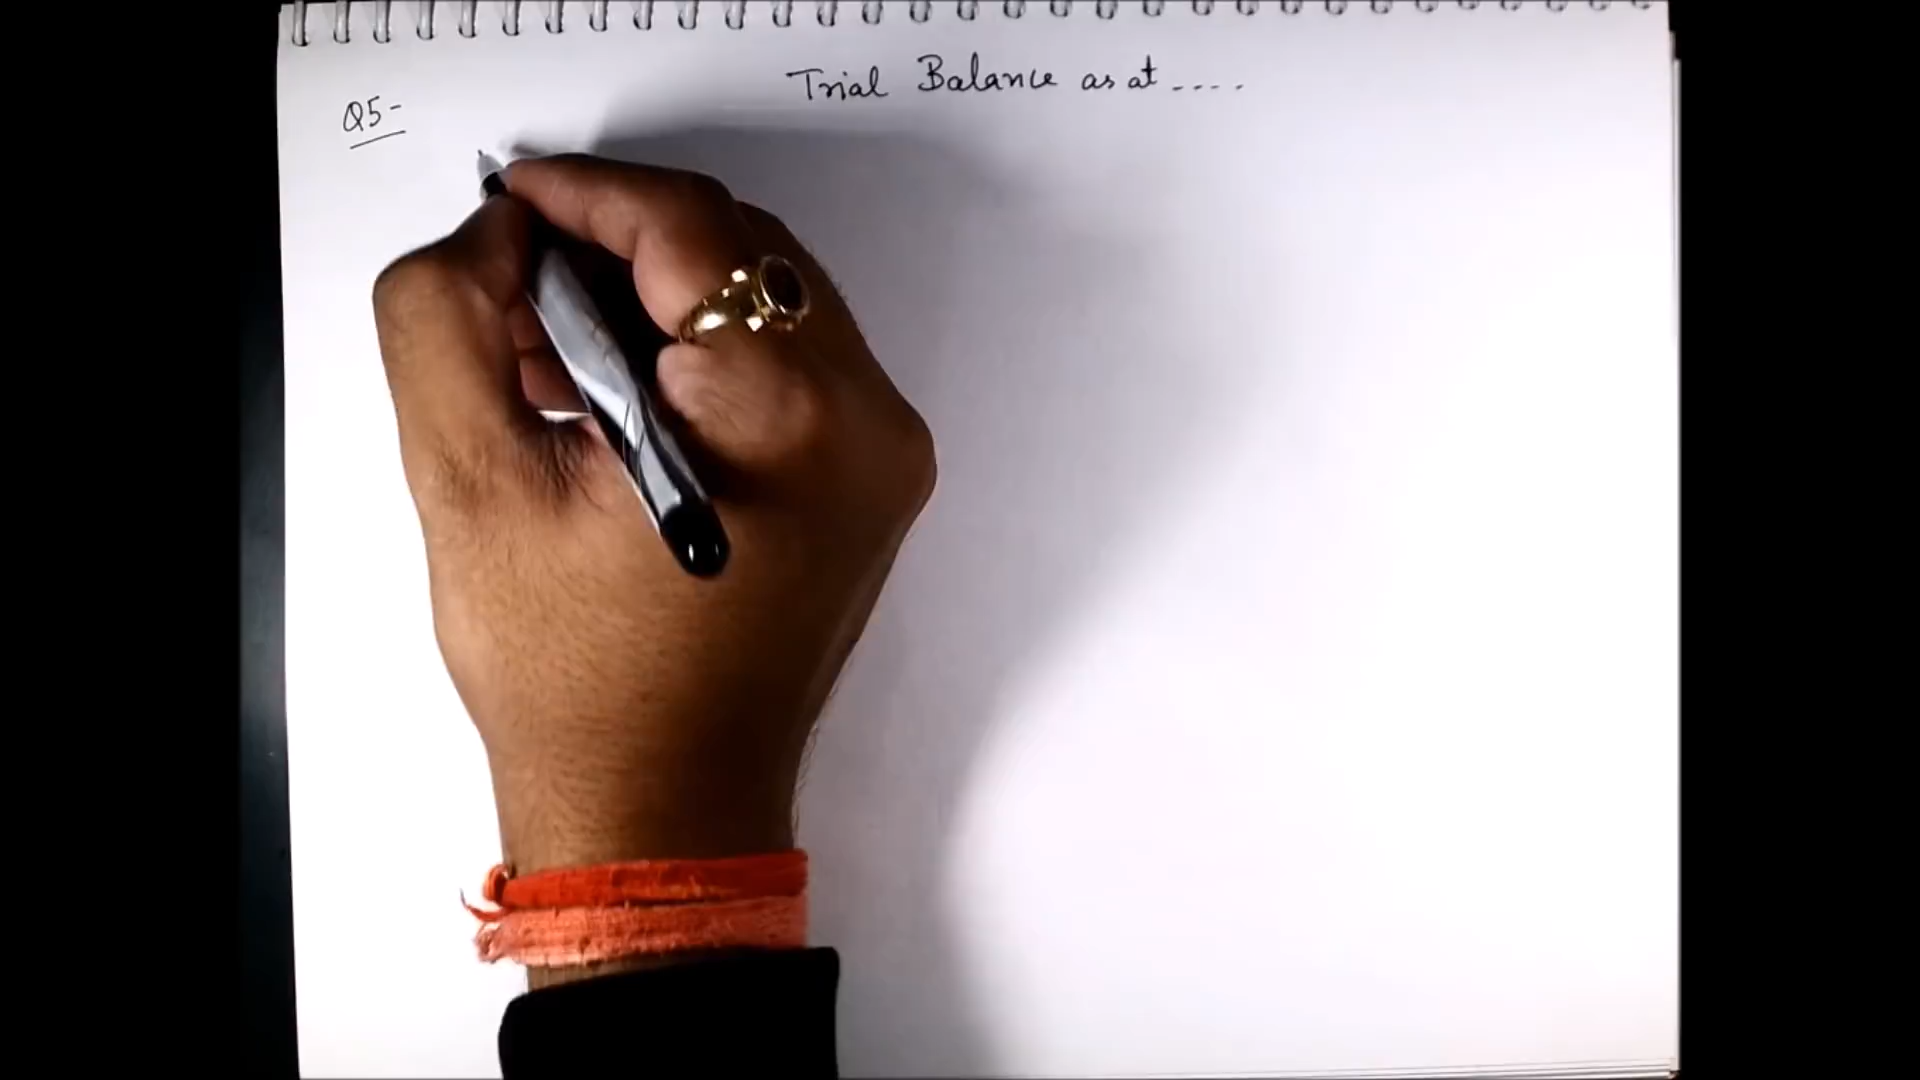 Trial Balance as at ....
Q5-